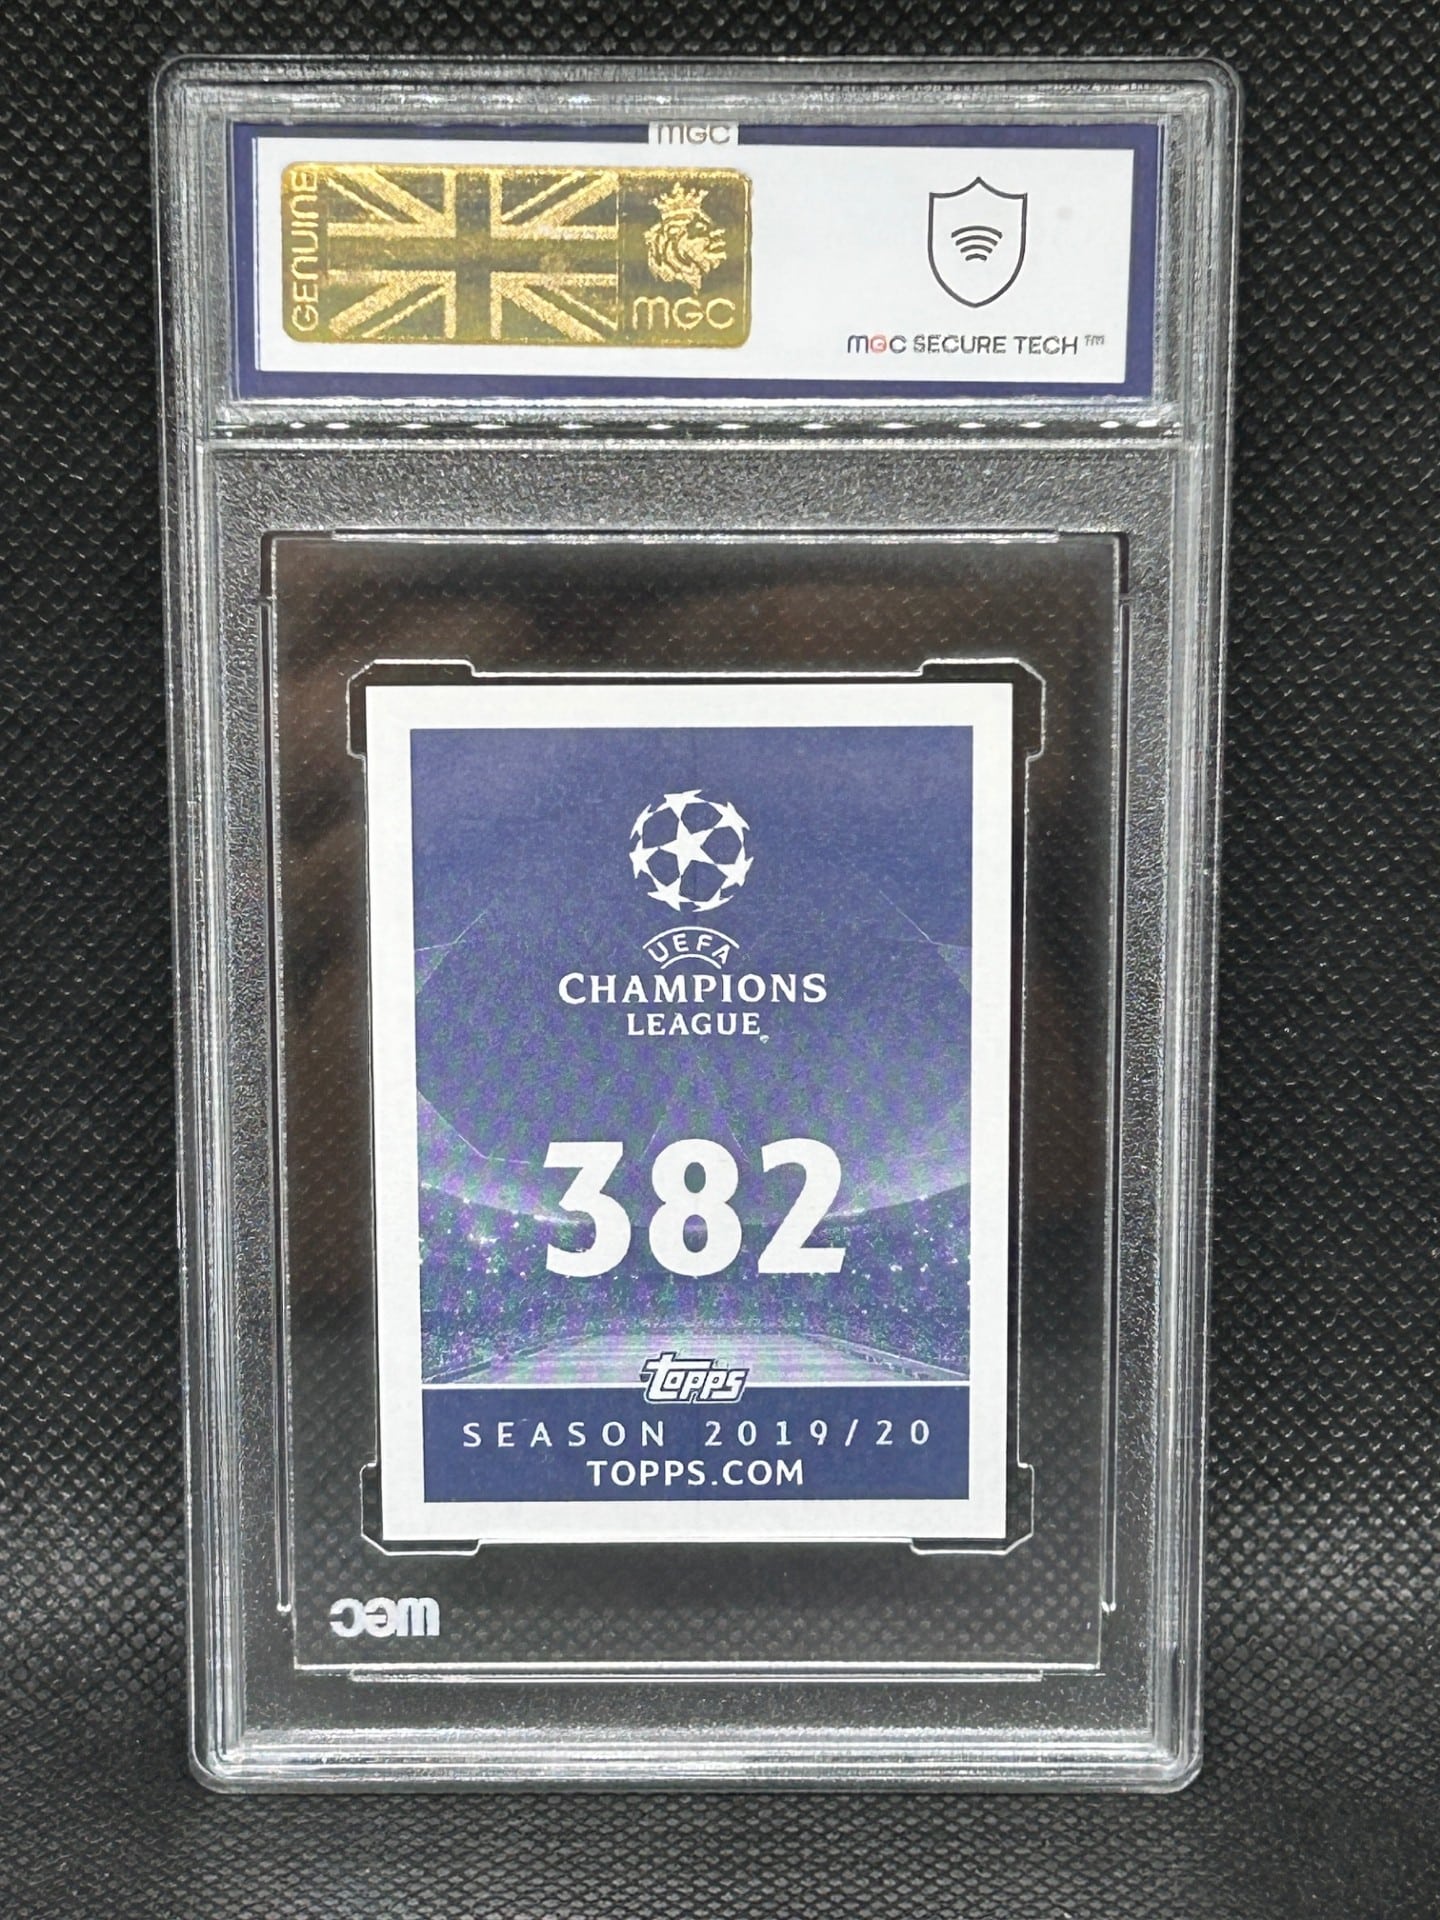 MGC
GENUINE
MGC
MGC SECURE TECH™
UEFA
CHAMPIONS
LEAGUE
382
topps
SEASON 2019/20
TOPPS.COM
MGC